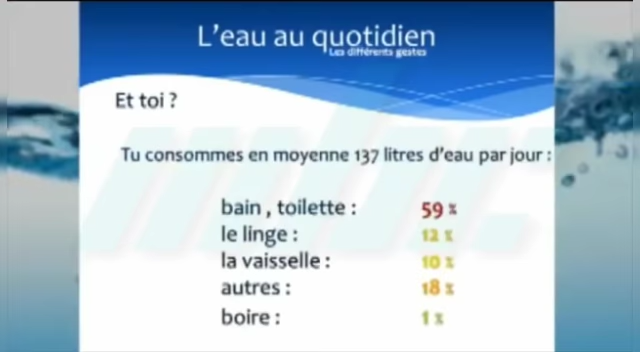 L'eau au quotidien
Les différents gestes
Et toi ?
Tu consommes en moyenne 137 litres d'eau par jour :
bain , toilette : 59 %
le linge : 12 %
la vaisselle : 10 %
autres : 18 %
boire : 1 %